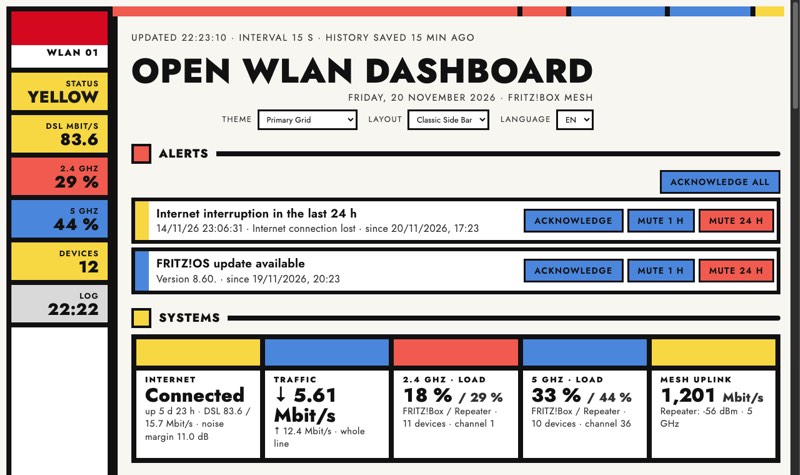 WLAN 01
STATUS
YELLOW
DSL MBIT/S
83.6
2.4 GHZ
29 %
5 GHZ
44 %
DEVICES
12
LOG
22:22
UPDATED 22:23:10 · INTERVAL 15 S · HISTORY SAVED 15 MIN AGO
OPEN WLAN DASHBOARD
FRIDAY, 20 NOVEMBER 2026 · FRITZ!BOX MESH
THEME Primary Grid LAYOUT Classic Side Bar LANGUAGE EN
ALERTS
ACKNOWLEDGE ALL
Internet interruption in the last 24 h
14/11/26 23:06:31 · Internet connection lost · since 20/11/2026, 17:23
ACKNOWLEDGE MUTE 1 H MUTE 24 H
FRITZ!OS update available
Version 8.60. · since 19/11/2026, 20:23
ACKNOWLEDGE MUTE 1 H MUTE 24 H
SYSTEMS
INTERNET
Connected
up 5 d 23 h · DSL 83.6 /
15.7 Mbit/s · noise
margin 11.0 dB
TRAFFIC
↓ 5.61
Mbit/s
↑ 12.4 Mbit/s · whole
line
2.4 GHZ · LOAD
18 % / 29 %
FRITZ!Box / Repeater ·
11 devices · channel 1
5 GHZ · LOAD
33 % / 44 %
FRITZ!Box / Repeater ·
10 devices · channel 36
MESH UPLINK
1,201 Mbit/s
Repeater: -56 dBm · 5
GHz